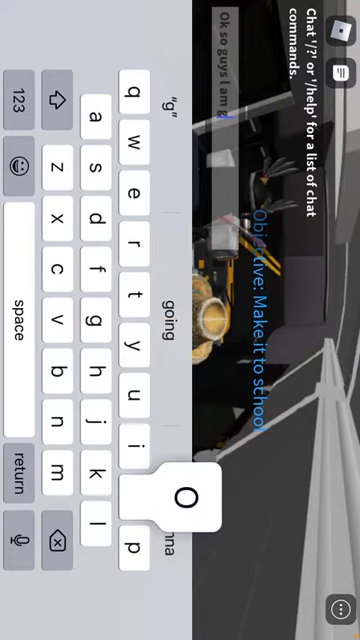 Chat '/?' or '/help' for a list of chat
commands.
Ok so guys I am g
Objective: Make it to school
"g"
going
nna
q w e r t y u i O p
a s d f g h j k l
z x c v b n m
123
space
return